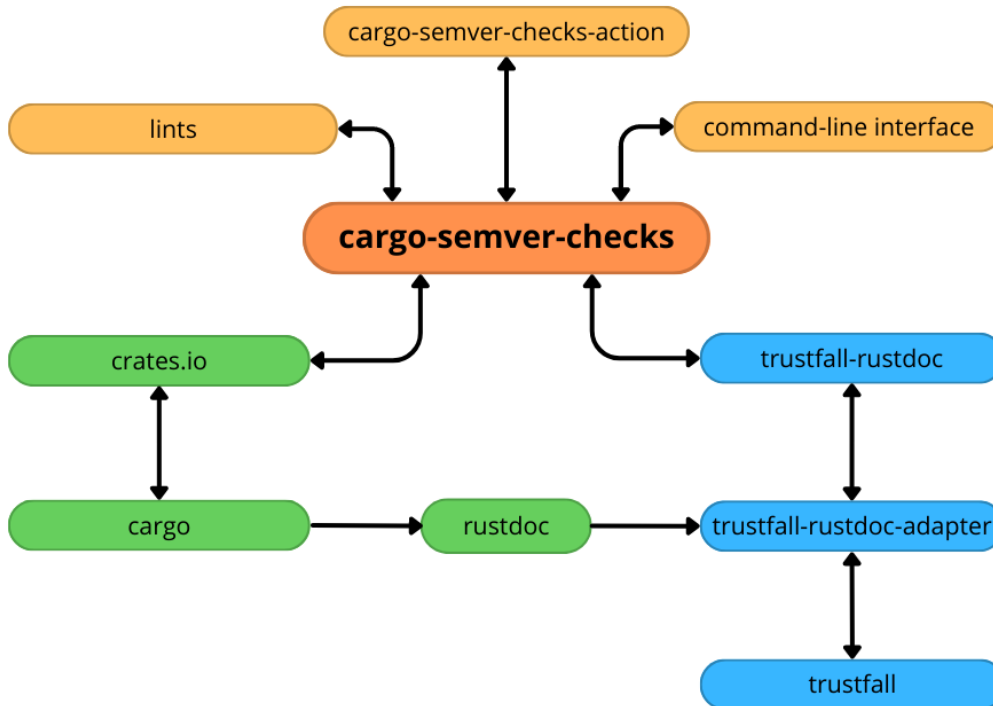 cargo-semver-checks-action
lints
command-line interface
cargo-semver-checks
crates.io
trustfall-rustdoc
cargo
rustdoc
trustfall-rustdoc-adapter
trustfall